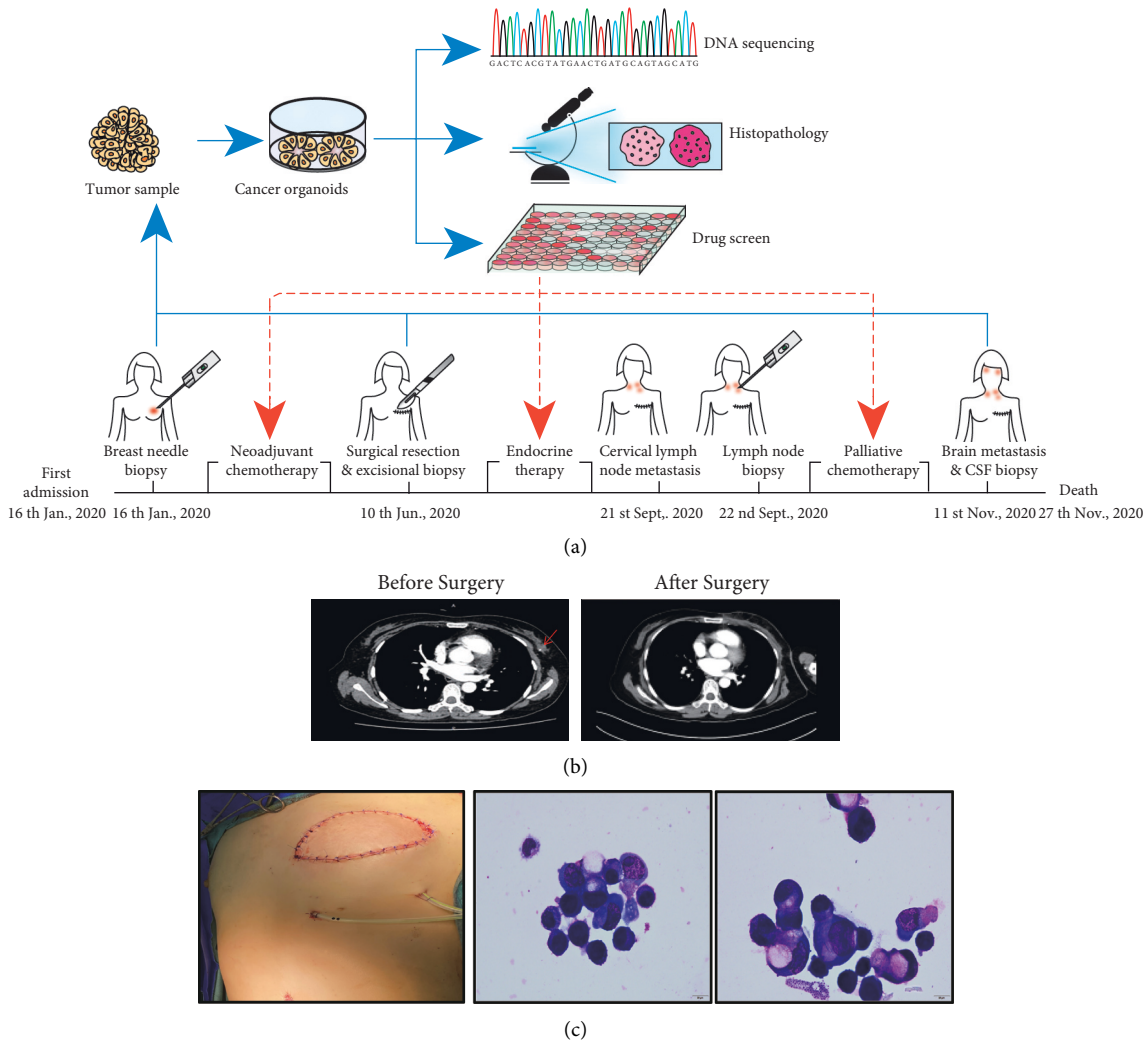 DNA sequencing
GACTCACGTATGAACTGATGCAGTAGCATG
Histopathology
Tumor sample
Cancer organoids
Drug screen
Breast needle
biopsy
Neoadjuvant
chemotherapy
Surgical resection
& excisional biopsy
Endocrine
therapy
Cervical lymph
node metastasis
Lymph node
biopsy
Palliative
chemotherapy
Brain metastasis
& CSF biopsy
First
admission
Death
16 th Jan., 2020
16 th Jan., 2020
10 th Jun., 2020
21 st Sept,. 2020
22 nd Sept., 2020
11 st Nov., 2020
27 th Nov., 2020
(a)
Before Surgery
After Surgery
(b)
(c)